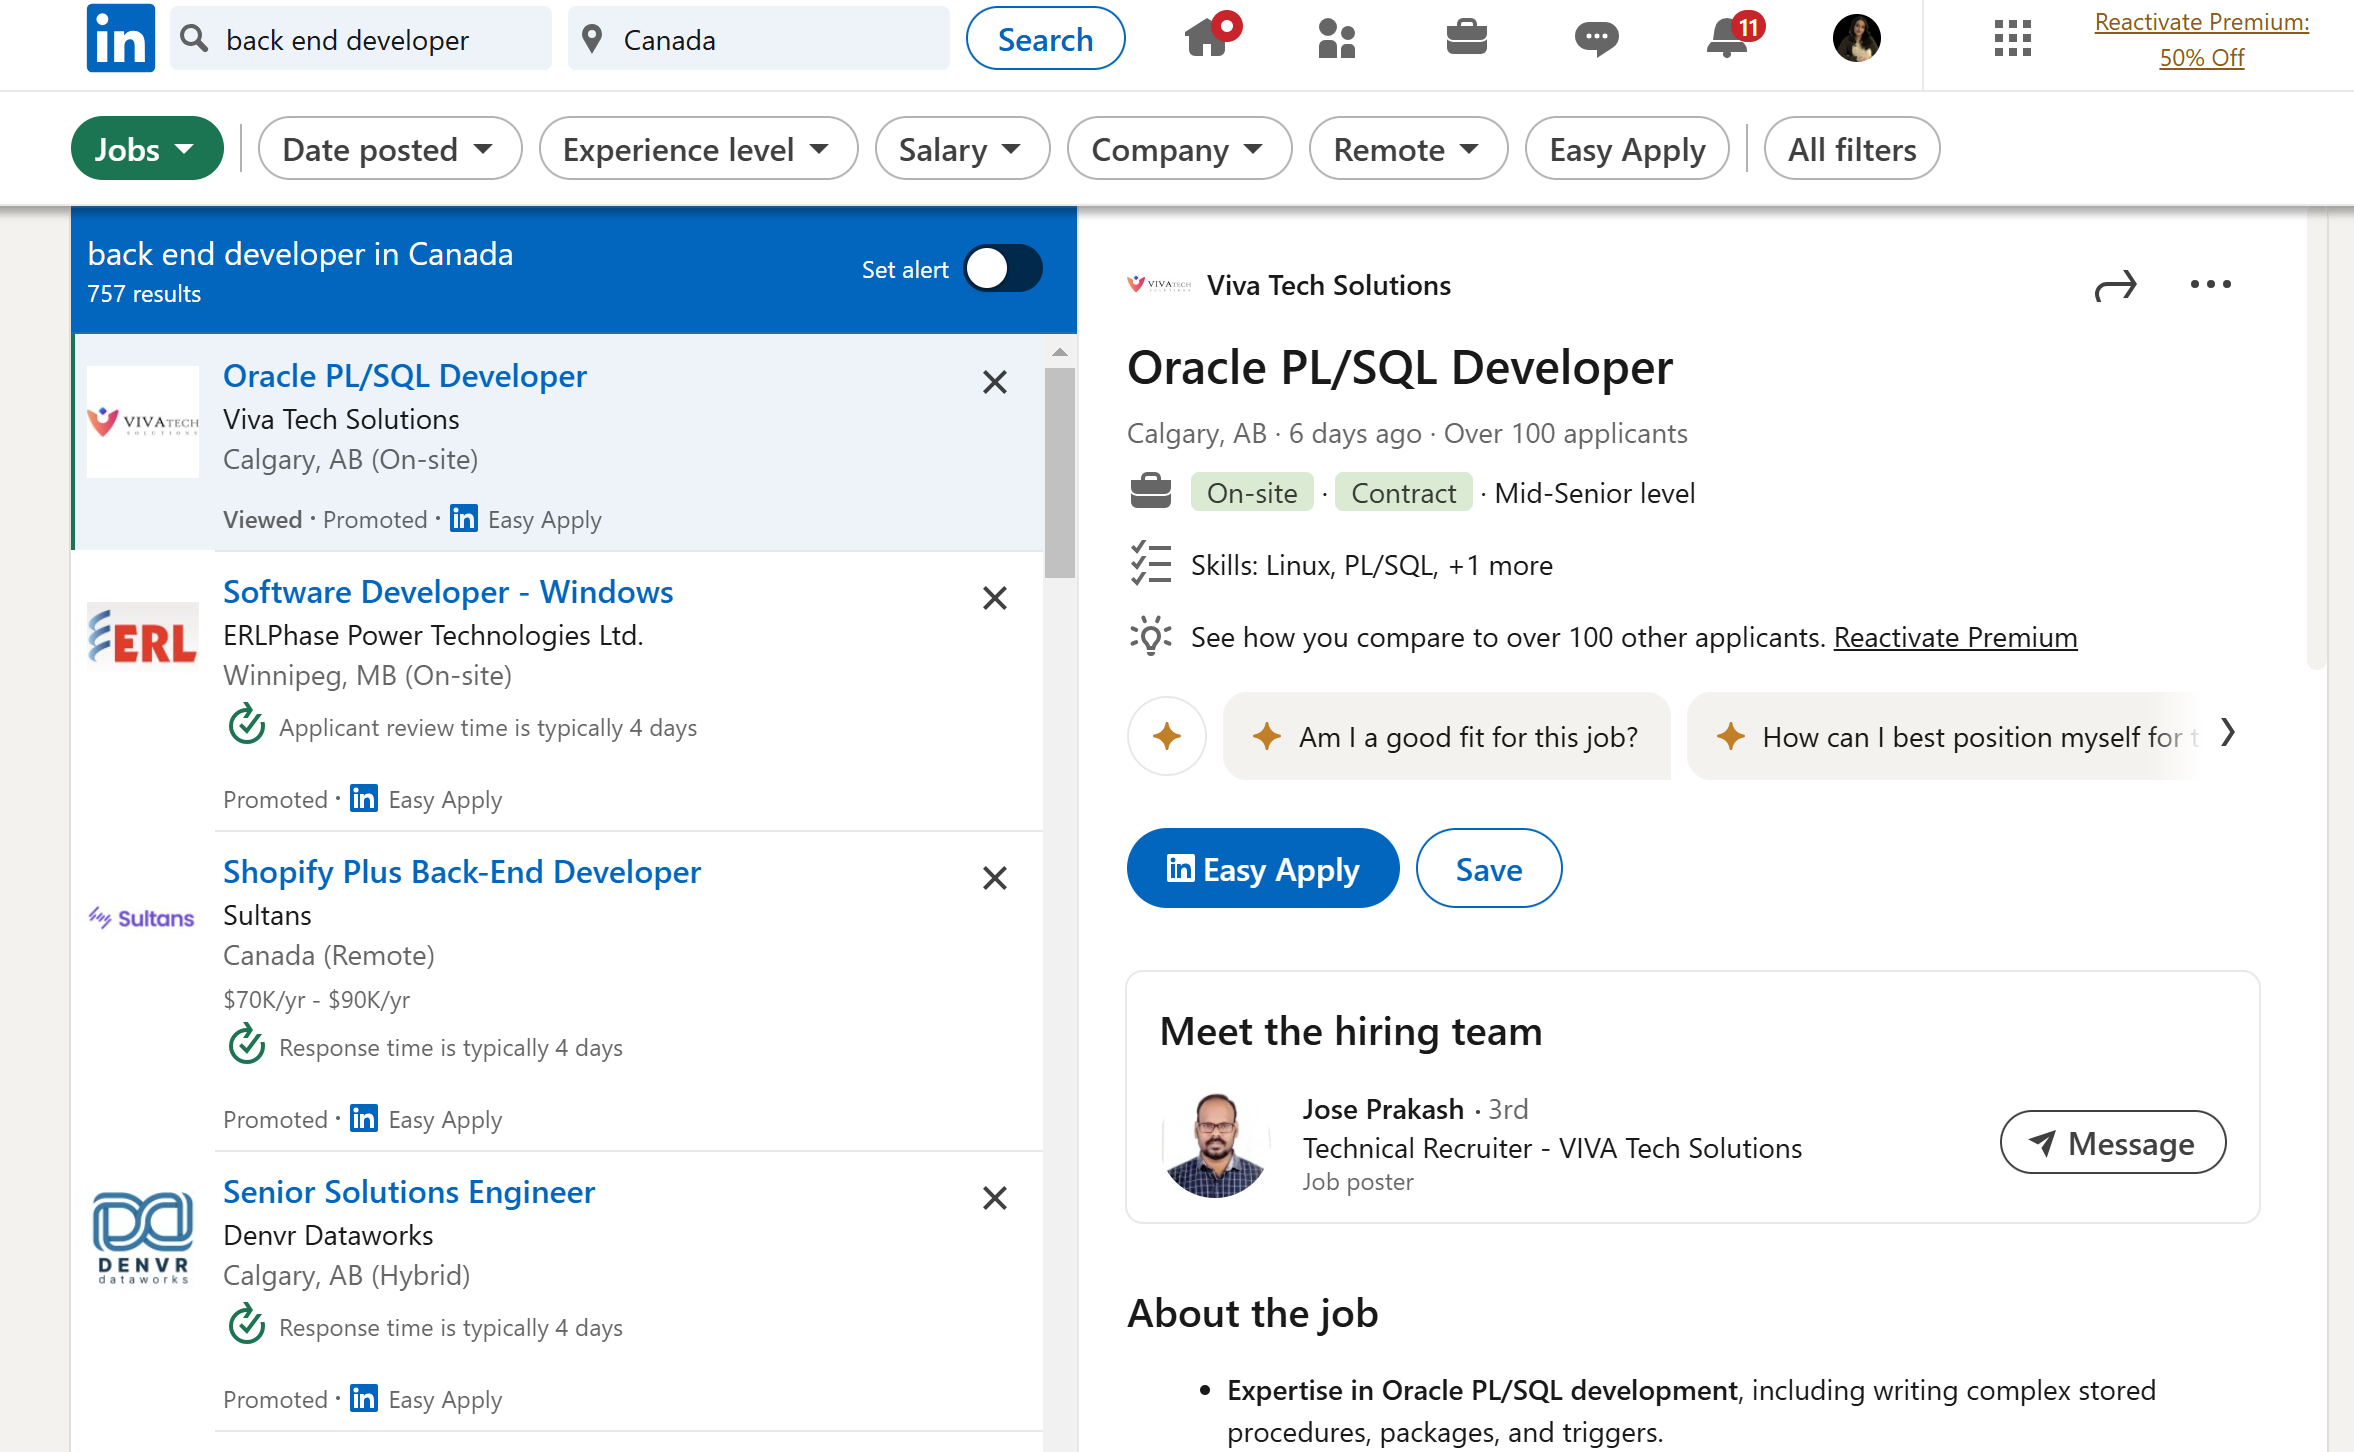 in
back end developer
Canada
Search
11
Reactivate Premium:
50% Off
Jobs
Date posted
Experience level
Salary
Company
Remote
Easy Apply
All filters
back end developer in Canada
757 results
Set alert
VIVATECH
SOLUTIONS
Oracle PL/SQL Developer
Viva Tech Solutions
Calgary, AB (On-site)
Viewed · Promoted · in Easy Apply
ERL
Software Developer - Windows
ERLPhase Power Technologies Ltd.
Winnipeg, MB (On-site)
Applicant review time is typically 4 days
Promoted · in Easy Apply
Sultans
Shopify Plus Back-End Developer
Sultans
Canada (Remote)
$70K/yr - $90K/yr
Response time is typically 4 days
Promoted · in Easy Apply
DENVR
dataworks
Senior Solutions Engineer
Denvr Dataworks
Calgary, AB (Hybrid)
Response time is typically 4 days
Promoted · in Easy Apply
VIVATECH
Viva Tech Solutions
Oracle PL/SQL Developer
Calgary, AB · 6 days ago · Over 100 applicants
On-site · Contract · Mid-Senior level
Skills: Linux, PL/SQL, +1 more
See how you compare to over 100 other applicants. Reactivate Premium
Am I a good fit for this job?
How can I best position myself for t
in Easy Apply
Save
Meet the hiring team
Jose Prakash · 3rd
Technical Recruiter - VIVA Tech Solutions
Job poster
Message
About the job
• Expertise in Oracle PL/SQL development, including writing complex stored
procedures, packages, and triggers.